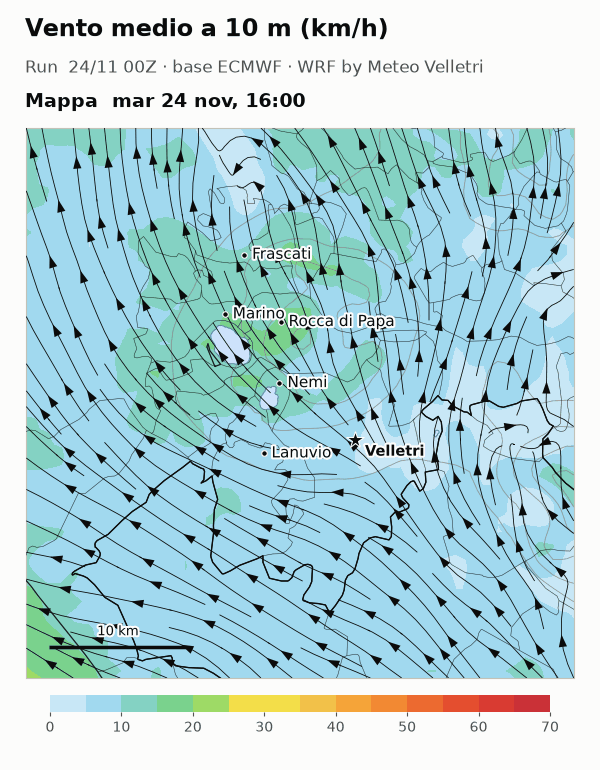 Vento medio a 10 m (km/h)
Run  24/11 00Z · base ECMWF · WRF by Meteo Velletri
Mappa  mar 24 nov, 16:00
Frascati
Marino
Rocca di Papa
Nemi
Lanuvio
Velletri
10 km
0 10 20 30 40 50 60 70